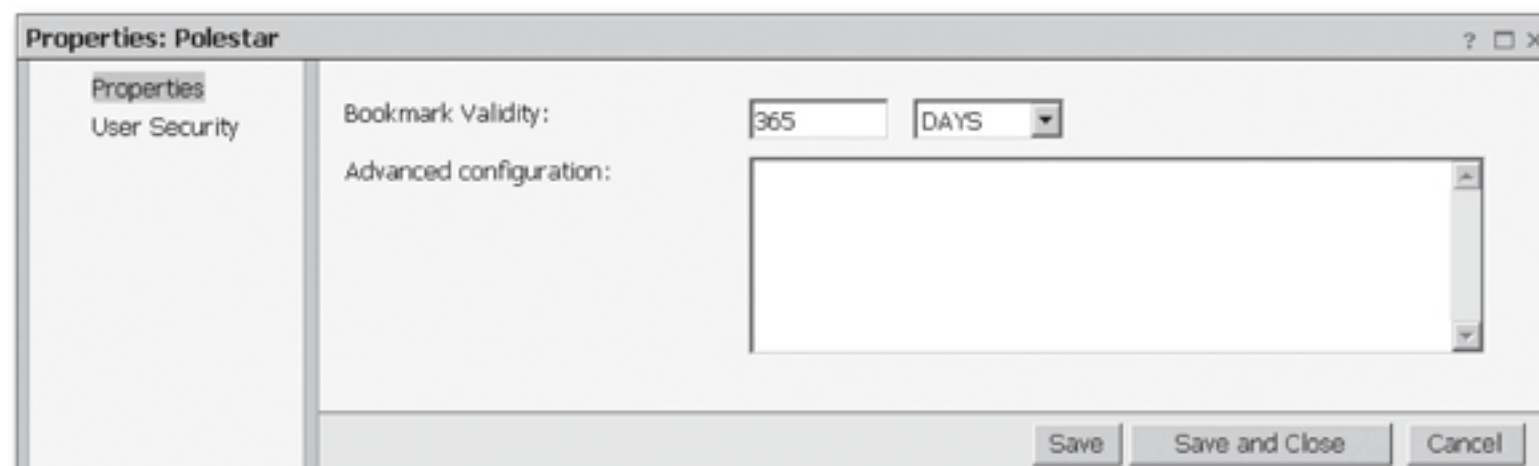 Properties: Polestar
?
Properties
User Security
Bookmark Validity: 365 DAYS
Advanced configuration:
Save Save and Close Cancel